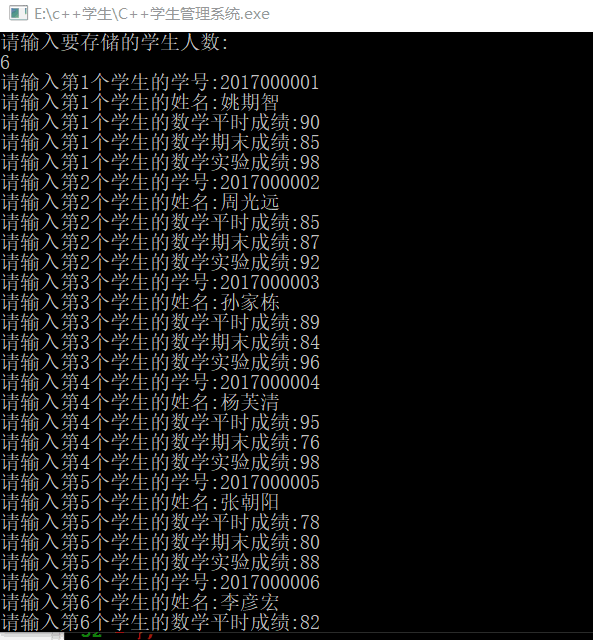 E:\c++学生\C++学生管理系统.exe
请输入要存储的学生人数:
6
请输入第1个学生的学号:2017000001
请输入第1个学生的姓名:姚期智
请输入第1个学生的数学平时成绩:90
请输入第1个学生的数学期末成绩:85
请输入第1个学生的数学实验成绩:98
请输入第2个学生的学号:2017000002
请输入第2个学生的姓名:周光远
请输入第2个学生的数学平时成绩:85
请输入第2个学生的数学期末成绩:87
请输入第2个学生的数学实验成绩:92
请输入第3个学生的学号:2017000003
请输入第3个学生的姓名:孙家栋
请输入第3个学生的数学平时成绩:89
请输入第3个学生的数学期末成绩:84
请输入第3个学生的数学实验成绩:96
请输入第4个学生的学号:2017000004
请输入第4个学生的姓名:杨芙清
请输入第4个学生的数学平时成绩:95
请输入第4个学生的数学期末成绩:76
请输入第4个学生的数学实验成绩:98
请输入第5个学生的学号:2017000005
请输入第5个学生的姓名:张朝阳
请输入第5个学生的数学平时成绩:78
请输入第5个学生的数学期末成绩:80
请输入第5个学生的数学实验成绩:88
请输入第6个学生的学号:2017000006
请输入第6个学生的姓名:李彦宏
请输入第6个学生的数学平时成绩:82